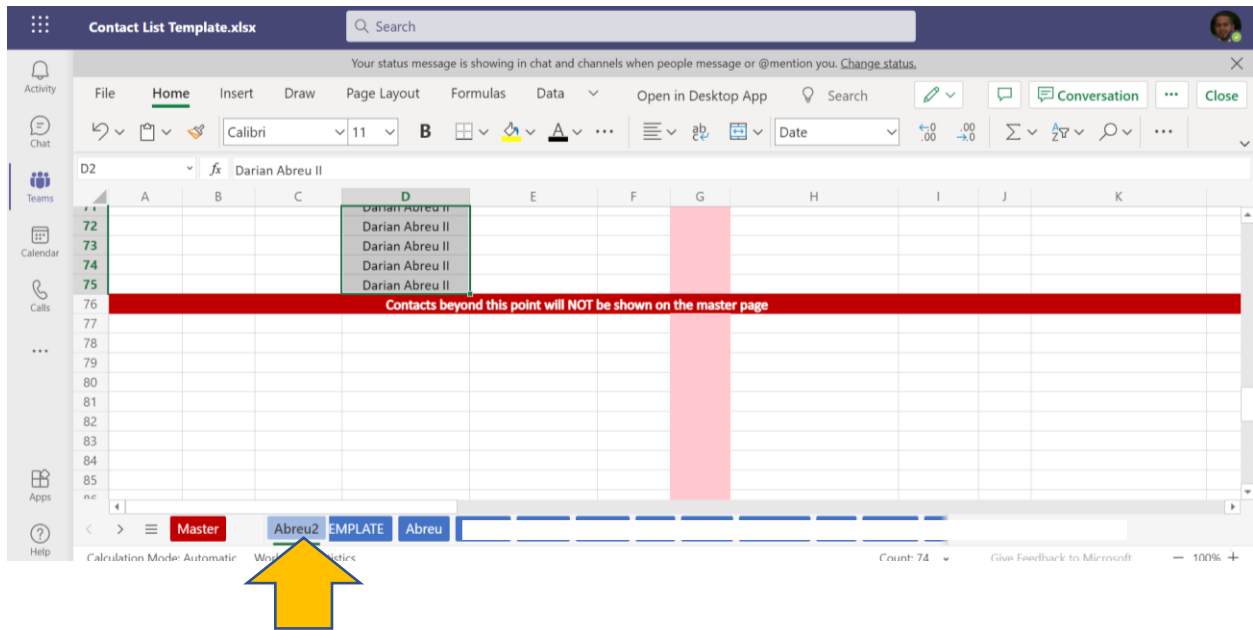 Contact List Template.xlsx
Search
Your status message is showing in chat and channels when people message or @mention you. Change status.
Activity
Chat
Teams
Calendar
Calls
Apps
Help
File Home Insert Draw Page Layout Formulas Data Open in Desktop App Search Conversation Close
Calibri 11 B A Date
D2 fx Darian Abreu II
A B C D E F G H I J K
71 Darian Abreu II
72 Darian Abreu II
73 Darian Abreu II
74 Darian Abreu II
75 Darian Abreu II
76 Contacts beyond this point will NOT be shown on the master page
77
78
79
80
81
82
83
84
85
Master Abreu2 EMPLATE Abreu
Calculation Mode: Automatic Count: 74 Give Feedback to Microsoft 100%